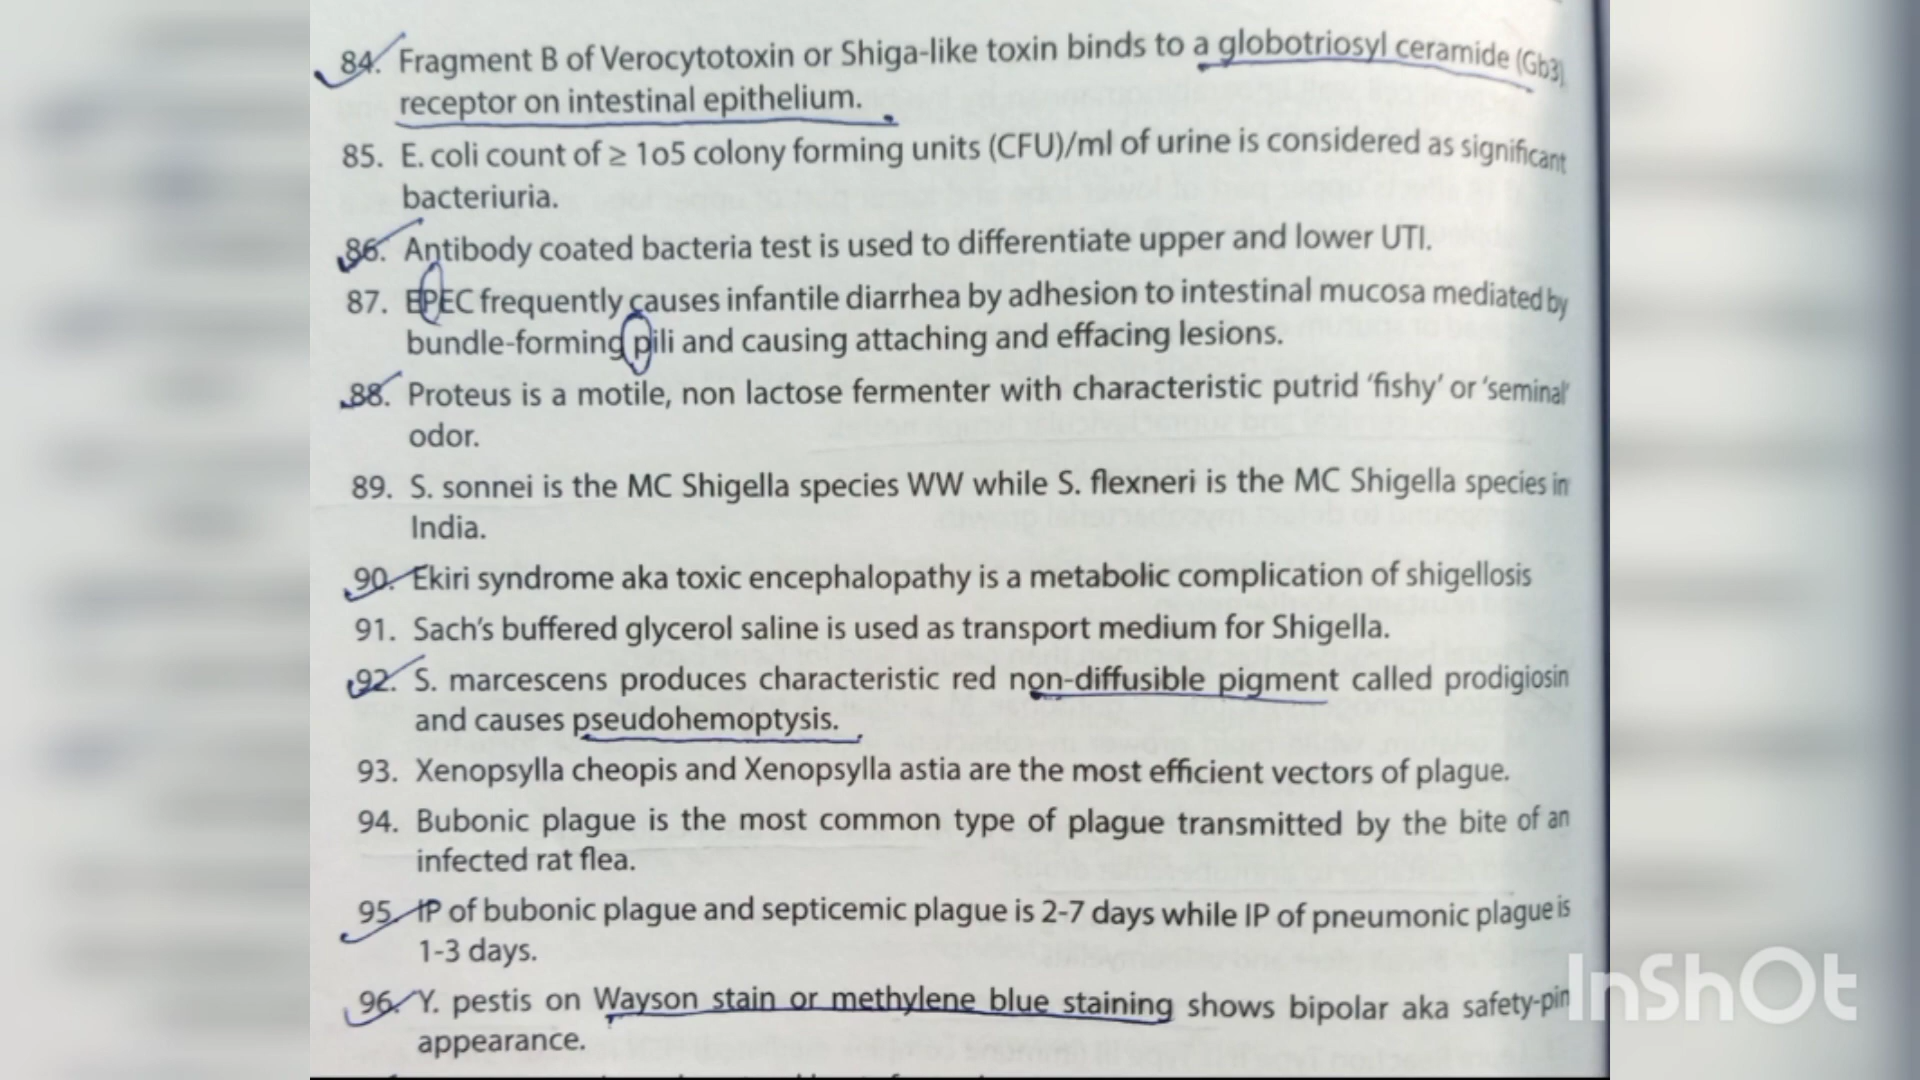 84. Fragment B of Verocytotoxin or Shiga-like toxin binds to a globotriosyl ceramide (Gb3)
receptor on intestinal epithelium.
85. E. coli count of ≥ 1o5 colony forming units (CFU)/ml of urine is considered as significant
bacteriuria.
86. Antibody coated bacteria test is used to differentiate upper and lower UTI.
87. EPEC frequently causes infantile diarrhea by adhesion to intestinal mucosa mediated by
bundle-forming pili and causing attaching and effacing lesions.
88. Proteus is a motile, non lactose fermenter with characteristic putrid ‘fishy’ or ‘seminal’
odor.
89. S. sonnei is the MC Shigella species WW while S. flexneri is the MC Shigella species in
India.
90. Ekiri syndrome aka toxic encephalopathy is a metabolic complication of shigellosis
91. Sach’s buffered glycerol saline is used as transport medium for Shigella.
92. S. marcescens produces characteristic red non-diffusible pigment called prodigiosin
and causes pseudohemoptysis.
93. Xenopsylla cheopis and Xenopsylla astia are the most efficient vectors of plague.
94. Bubonic plague is the most common type of plague transmitted by the bite of an
infected rat flea.
95. IP of bubonic plague and septicemic plague is 2-7 days while IP of pneumonic plague is
1-3 days.
96. Y. pestis on Wayson stain or methylene blue staining shows bipolar aka safety-pin
appearance.
InShOt